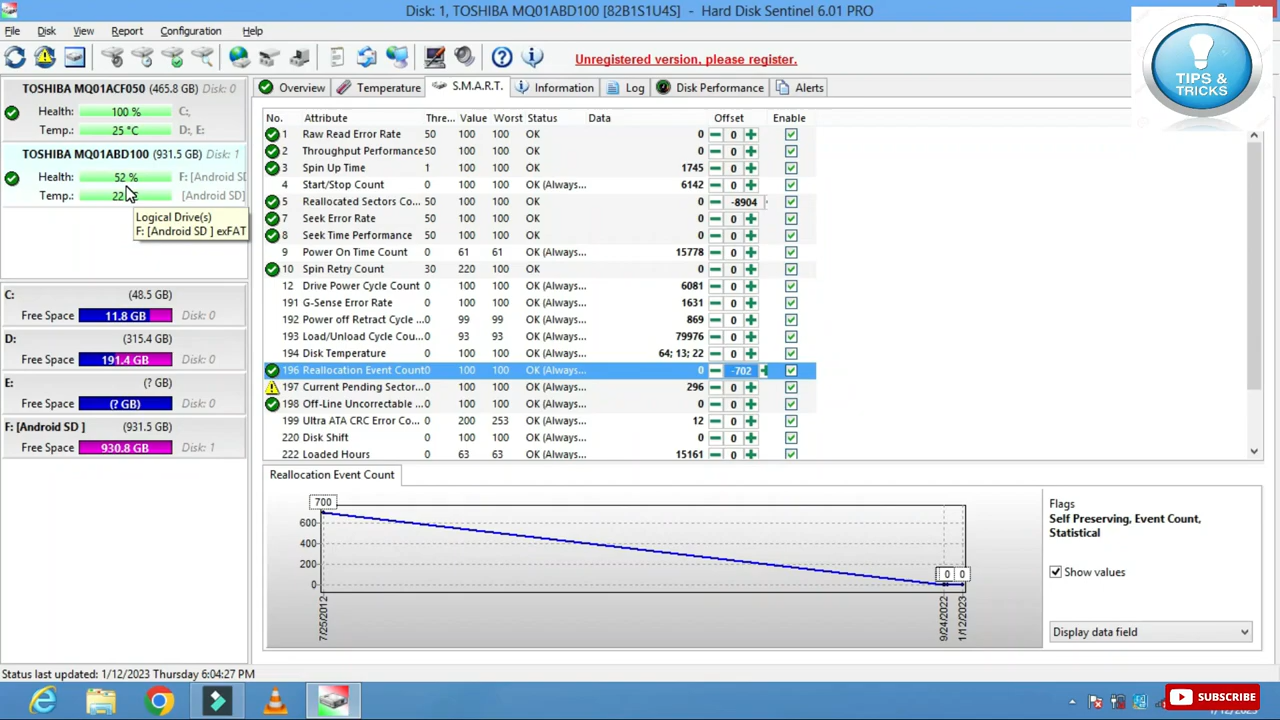 Disk: 1, TOSHIBA MQ01ABD100 [82B1S1U4S] - Hard Disk Sentinel 6.01 PRO
File Disk View Report Configuration Help
Unregistered version, please register.
TIPS &
TRICKS
TOSHIBA MQ01ACF050 (465.8 GB) Disk: 0
Health: 100 % C:,
Temp.: 25 °C D:, E:
TOSHIBA MQ01ABD100 (931.5 GB) Disk: 1
Health: 52 % F: [Android SD
Temp.: 22 [Android SD]
Logical Drive(s)
F: [Android SD ] exFAT
C: (48.5 GB)
Free Space 11.8 GB Disk: 0
D: (315.4 GB)
Free Space 191.4 GB Disk: 0
E: (? GB)
Free Space (? GB) Disk: 0
F: [Android SD ] (931.5 GB)
Free Space 930.8 GB Disk: 1
Overview Temperature S.M.A.R.T. Information Log Disk Performance Alerts
No. Attribute Thre... Value Worst Status Data Offset Enable
1 Raw Read Error Rate 50 100 100 OK 0 0
2 Throughput Performance 50 100 100 OK 0 0
3 Spin Up Time 1 100 100 OK 1745 0
4 Start/Stop Count 0 100 100 OK (Always... 6142 0
5 Reallocated Sectors Co... 50 100 100 OK 0 -8904
7 Seek Error Rate 50 100 100 OK 0 0
8 Seek Time Performance 50 100 100 OK 0 0
9 Power On Time Count 0 61 61 OK (Always... 15778 0
10 Spin Retry Count 30 220 100 OK 0 0
12 Drive Power Cycle Count 0 100 100 OK (Always... 6081 0
191 G-Sense Error Rate 0 100 100 OK (Always... 1631 0
192 Power off Retract Cycle ... 0 99 99 OK (Always... 869 0
193 Load/Unload Cycle Cou... 0 93 93 OK (Always... 79976 0
194 Disk Temperature 0 100 100 OK (Always... 64; 13; 22 0
196 Reallocation Event Count 0 100 100 OK (Always... 0 -702
197 Current Pending Sector... 0 100 100 OK (Always... 296 0
198 Off-Line Uncorrectable ... 0 100 100 OK (Always... 0 0
199 Ultra ATA CRC Error Co... 0 200 253 OK (Always... 12 0
220 Disk Shift 0 100 100 OK (Always... 0 0
222 Loaded Hours 0 63 63 OK (Always... 15161 0
Reallocation Event Count
700
600
400
200
0
0 0
7/25/2012 9/24/2022 1/12/2023
Flags
Self Preserving, Event Count,
Statistical
Show values
Display data field
Status last updated: 1/12/2023 Thursday 6:04:27 PM
SUBSCRIBE